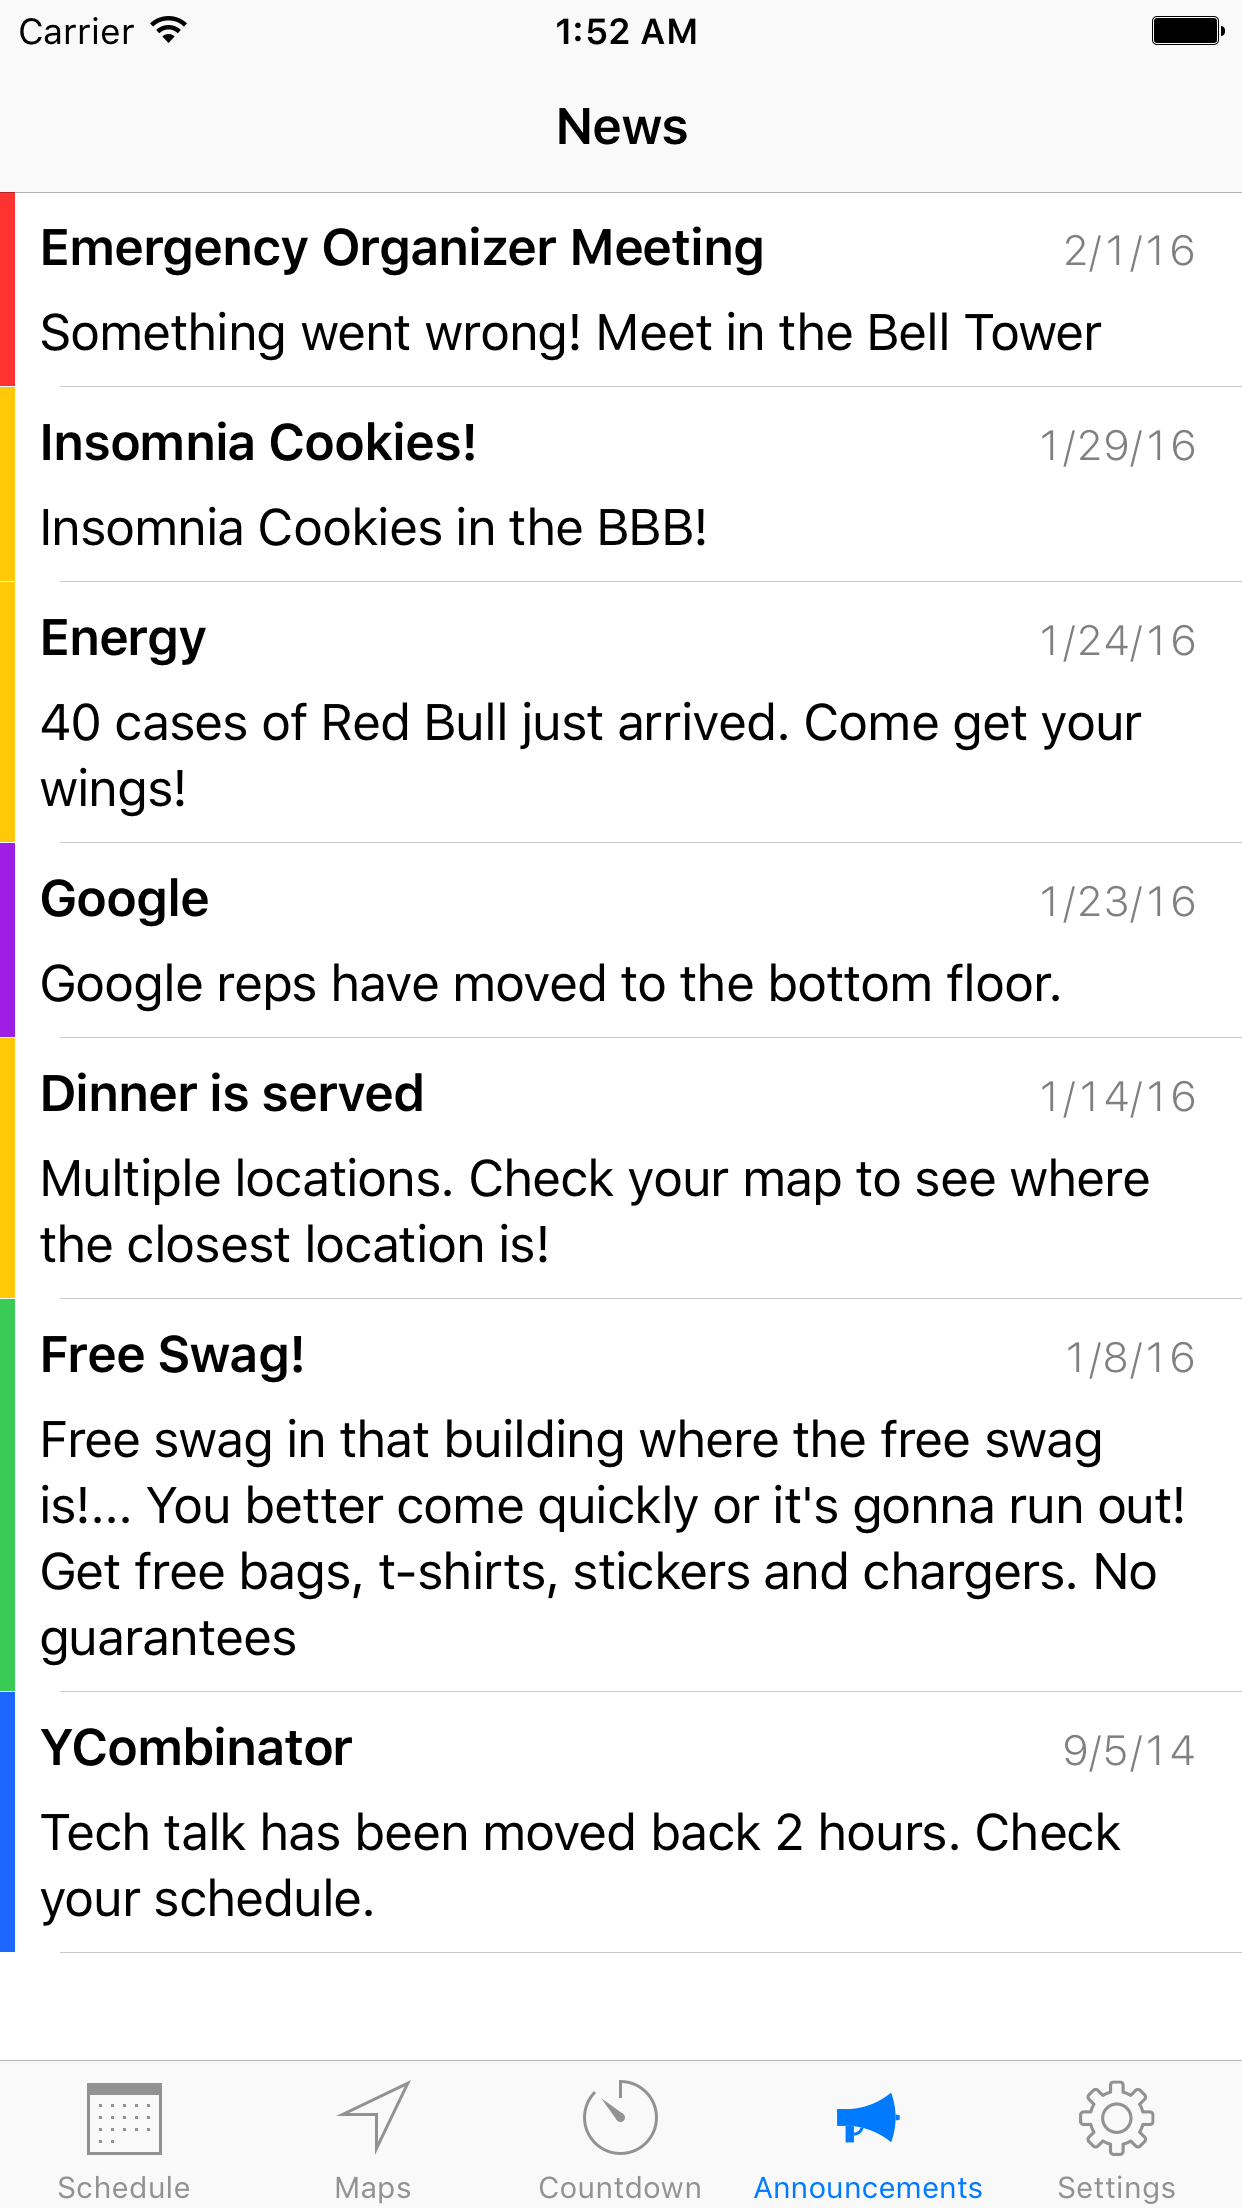 Carrier 1:52 AM
News
Emergency Organizer Meeting 2/1/16
Something went wrong! Meet in the Bell Tower
Insomnia Cookies! 1/29/16
Insomnia Cookies in the BBB!
Energy 1/24/16
40 cases of Red Bull just arrived. Come get your
wings!
Google 1/23/16
Google reps have moved to the bottom floor.
Dinner is served 1/14/16
Multiple locations. Check your map to see where
the closest location is!
Free Swag! 1/8/16
Free swag in that building where the free swag
is!... You better come quickly or it's gonna run out!
Get free bags, t-shirts, stickers and chargers. No
guarantees
YCombinator 9/5/14
Tech talk has been moved back 2 hours. Check
your schedule.
Schedule Maps Countdown Announcements Settings